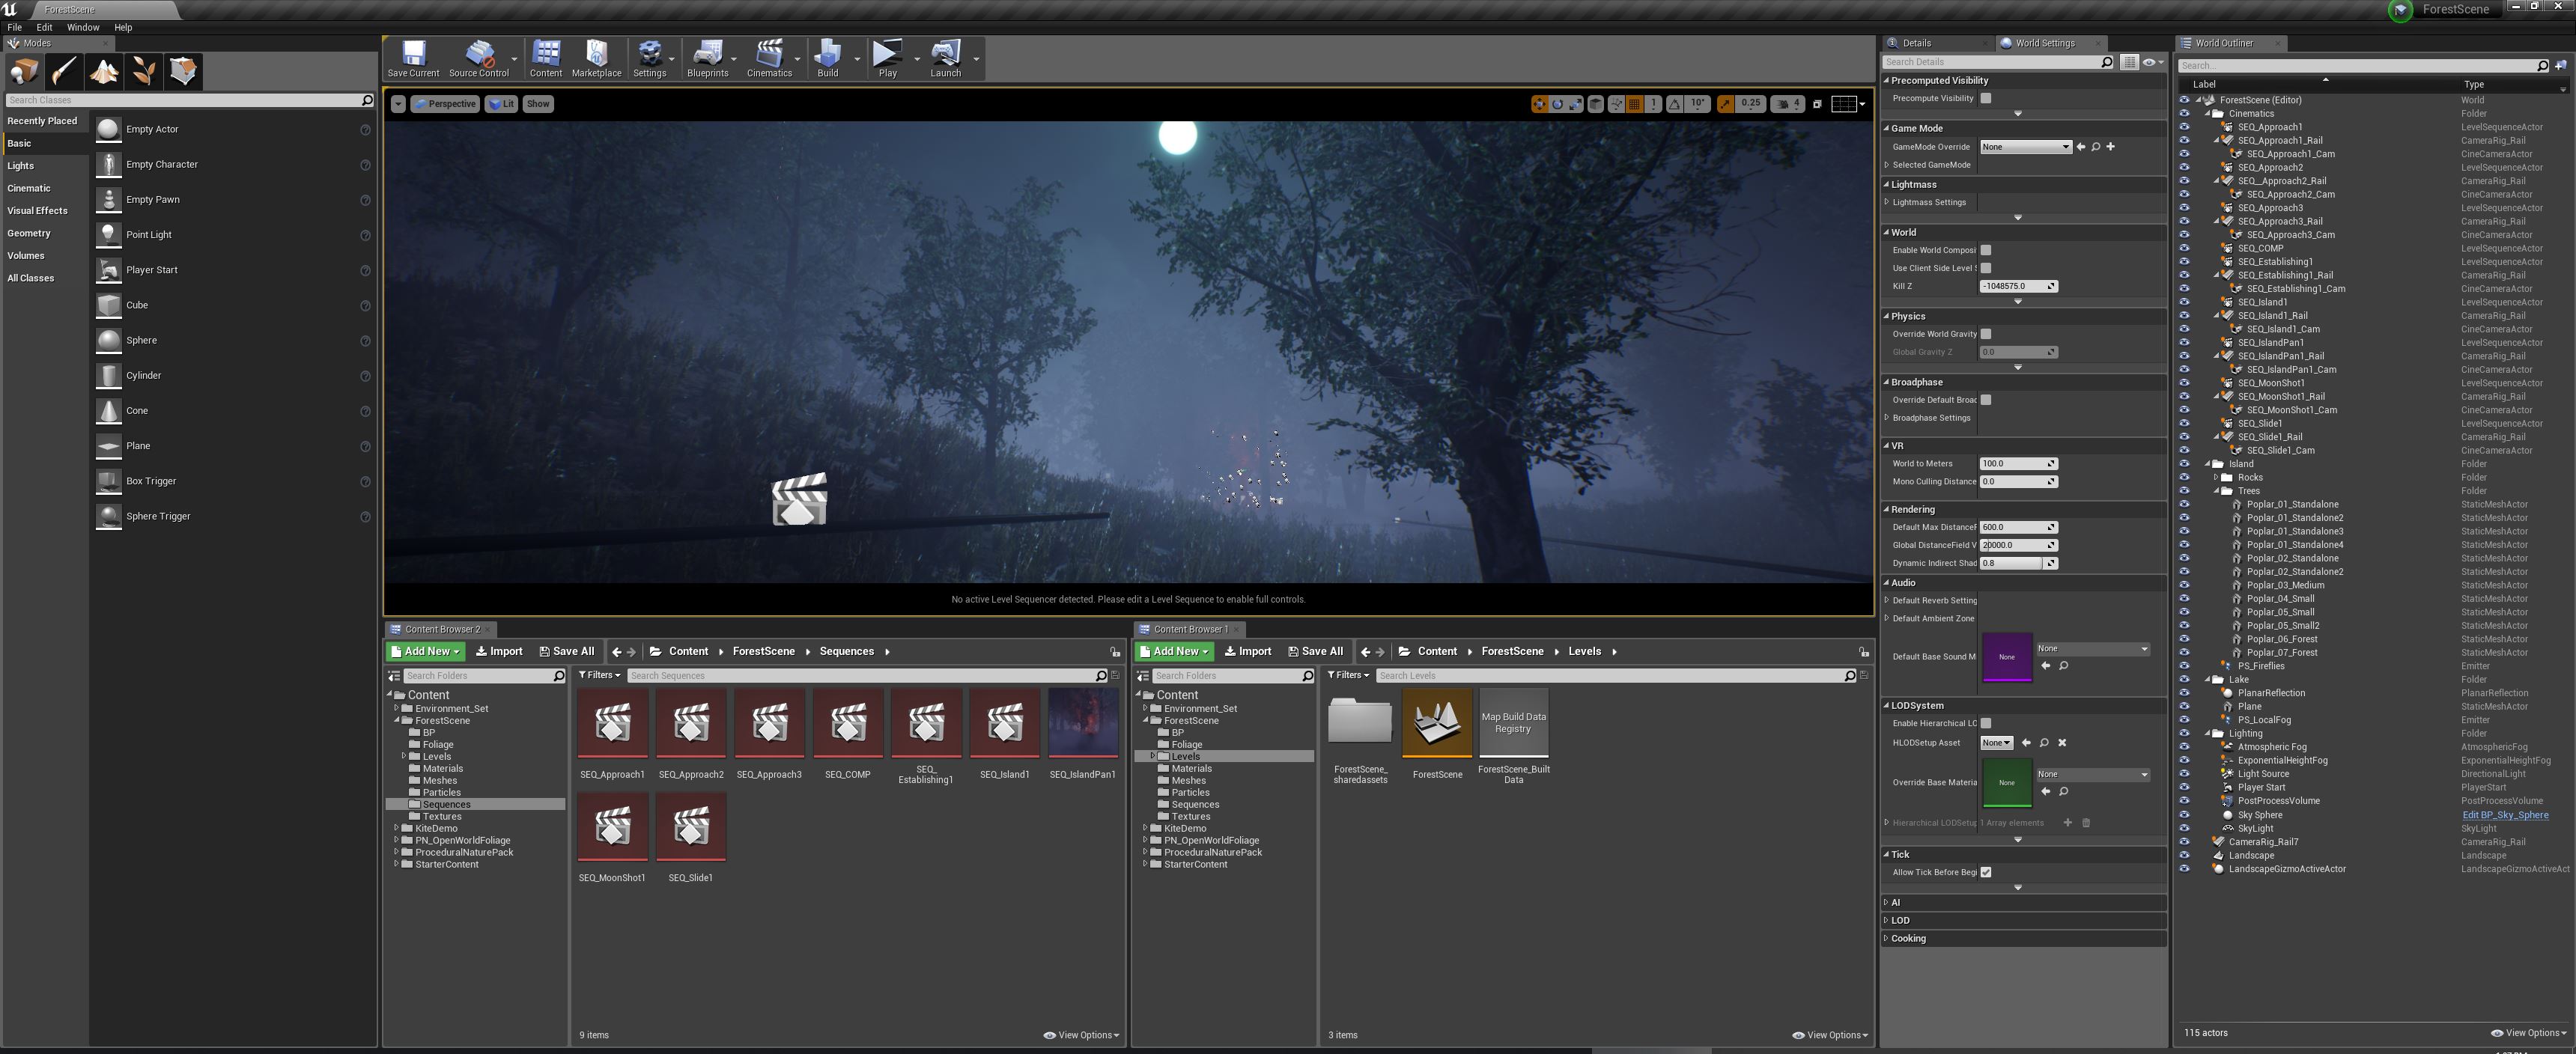 ForestScene
ForestScene
File Edit Window Help
Modes
Search Classes
Recently Placed
Basic
Lights
Cinematic
Visual Effects
Geometry
Volumes
All Classes
Empty Actor
Empty Character
Empty Pawn
Point Light
Player Start
Cube
Sphere
Cylinder
Cone
Plane
Box Trigger
Sphere Trigger
Save Current Source Control Content Marketplace Settings Blueprints Cinematics Build Play Launch
Perspective Lit Show
1 10° 0.25 4
No active Level Sequencer detected. Please edit a Level Sequence to enable full controls.
Content Browser 2
Add New Import Save All Content ForestScene Sequences
Search Folders
Filters Search Sequences
Content
Environment_Set
ForestScene
BP
Foliage
Levels
Materials
Meshes
Particles
Sequences
Textures
KiteDemo
PN_OpenWorldFoliage
ProceduralNaturePack
StarterContent
SEQ_Approach1 SEQ_Approach2 SEQ_Approach3 SEQ_COMP SEQ_Establishing1 SEQ_Island1 SEQ_IslandPan1
SEQ_MoonShot1 SEQ_Slide1
9 items View Options
Content Browser 1
Add New Import Save All Content ForestScene Levels
Search Folders
Filters Search Levels
Content
Environment_Set
ForestScene
BP
Foliage
Levels
Materials
Meshes
Particles
Sequences
Textures
KiteDemo
PN_OpenWorldFoliage
ProceduralNaturePack
StarterContent
Map Build Data Registry
ForestScene_sharedassets ForestScene ForestScene_BuiltData
3 items View Options
Details World Settings
Search Details
Precomputed Visibility
Precompute Visibility
Game Mode
GameMode Override None
Selected GameMode
Lightmass
Lightmass Settings
World
Enable World Composi
Use Client Side Level S
Kill Z -1048575.0
Physics
Override World Gravity
Global Gravity Z 0.0
Broadphase
Override Default Broad
Broadphase Settings
VR
World to Meters 100.0
Mono Culling Distance 0.0
Rendering
Default Max DistanceF 600.0
Global DistanceField V 20000.0
Dynamic Indirect Shad 0.8
Audio
Default Reverb Setting
Default Ambient Zone
Default Base Sound M None None
LODSystem
Enable Hierarchical LO
HLODSetup Asset None
Override Base Materia None None
Hierarchical LODSetup 1 Array elements
Tick
Allow Tick Before Begi
AI
LOD
Cooking
World Outliner
Search...
Label Type
ForestScene (Editor) World
Cinematics Folder
SEQ_Approach1 LevelSequenceActor
SEQ_Approach1_Rail CameraRig_Rail
SEQ_Approach1_Cam CineCameraActor
SEQ_Approach2 LevelSequenceActor
SEQ__Approach2_Rail CameraRig_Rail
SEQ_Approach2_Cam CineCameraActor
SEQ_Approach3 LevelSequenceActor
SEQ_Approach3_Rail CameraRig_Rail
SEQ_Approach3_Cam CineCameraActor
SEQ_COMP LevelSequenceActor
SEQ_Establishing1 LevelSequenceActor
SEQ_Establishing1_Rail CameraRig_Rail
SEQ_Establishing1_Cam CineCameraActor
SEQ_Island1 LevelSequenceActor
SEQ_Island1_Rail CameraRig_Rail
SEQ_Island1_Cam CineCameraActor
SEQ_IslandPan1 LevelSequenceActor
SEQ_IslandPan1_Rail CameraRig_Rail
SEQ_IslandPan1_Cam CineCameraActor
SEQ_MoonShot1 LevelSequenceActor
SEQ_MoonShot1_Rail CameraRig_Rail
SEQ_MoonShot1_Cam CineCameraActor
SEQ_Slide1 LevelSequenceActor
SEQ_Slide1_Rail CameraRig_Rail
SEQ_Slide1_Cam CineCameraActor
Island Folder
Rocks Folder
Trees Folder
Poplar_01_Standalone StaticMeshActor
Poplar_01_Standalone2 StaticMeshActor
Poplar_01_Standalone3 StaticMeshActor
Poplar_01_Standalone4 StaticMeshActor
Poplar_02_Standalone StaticMeshActor
Poplar_02_Standalone2 StaticMeshActor
Poplar_03_Medium StaticMeshActor
Poplar_04_Small StaticMeshActor
Poplar_05_Small StaticMeshActor
Poplar_05_Small2 StaticMeshActor
Poplar_06_Forest StaticMeshActor
Poplar_07_Forest StaticMeshActor
PS_Fireflies Emitter
Lake Folder
PlanarReflection PlanarReflection
Plane StaticMeshActor
PS_LocalFog Emitter
Lighting Folder
Atmospheric Fog AtmosphericFog
ExponentialHeightFog ExponentialHeightFog
Light Source DirectionalLight
Player Start PlayerStart
PostProcessVolume PostProcessVolume
Sky Sphere Edit BP_Sky_Sphere
SkyLight SkyLight
CameraRig_Rail7 CameraRig_Rail
Landscape Landscape
LandscapeGizmoActiveActor LandscapeGizmoActiveAct
115 actors View Options